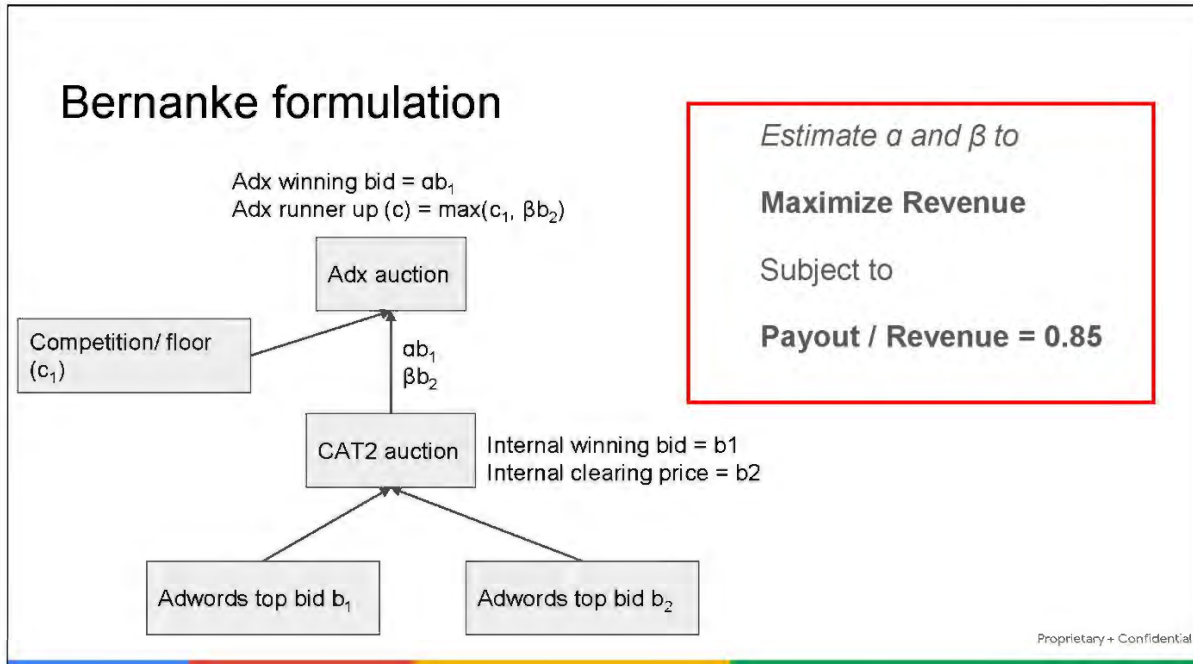 Bernanke formulation
Adx winning bid = αb₁
Adx runner up (c) = max(c₁, βb₂)
Adx auction
Competition/ floor
(c₁)
αb₁
βb₂
CAT2 auction
Internal winning bid = b1
Internal clearing price = b2
Adwords top bid b₁
Adwords top bid b₂
Estimate α and β to
Maximize Revenue
Subject to
Payout / Revenue = 0.85
Proprietary + Confidential